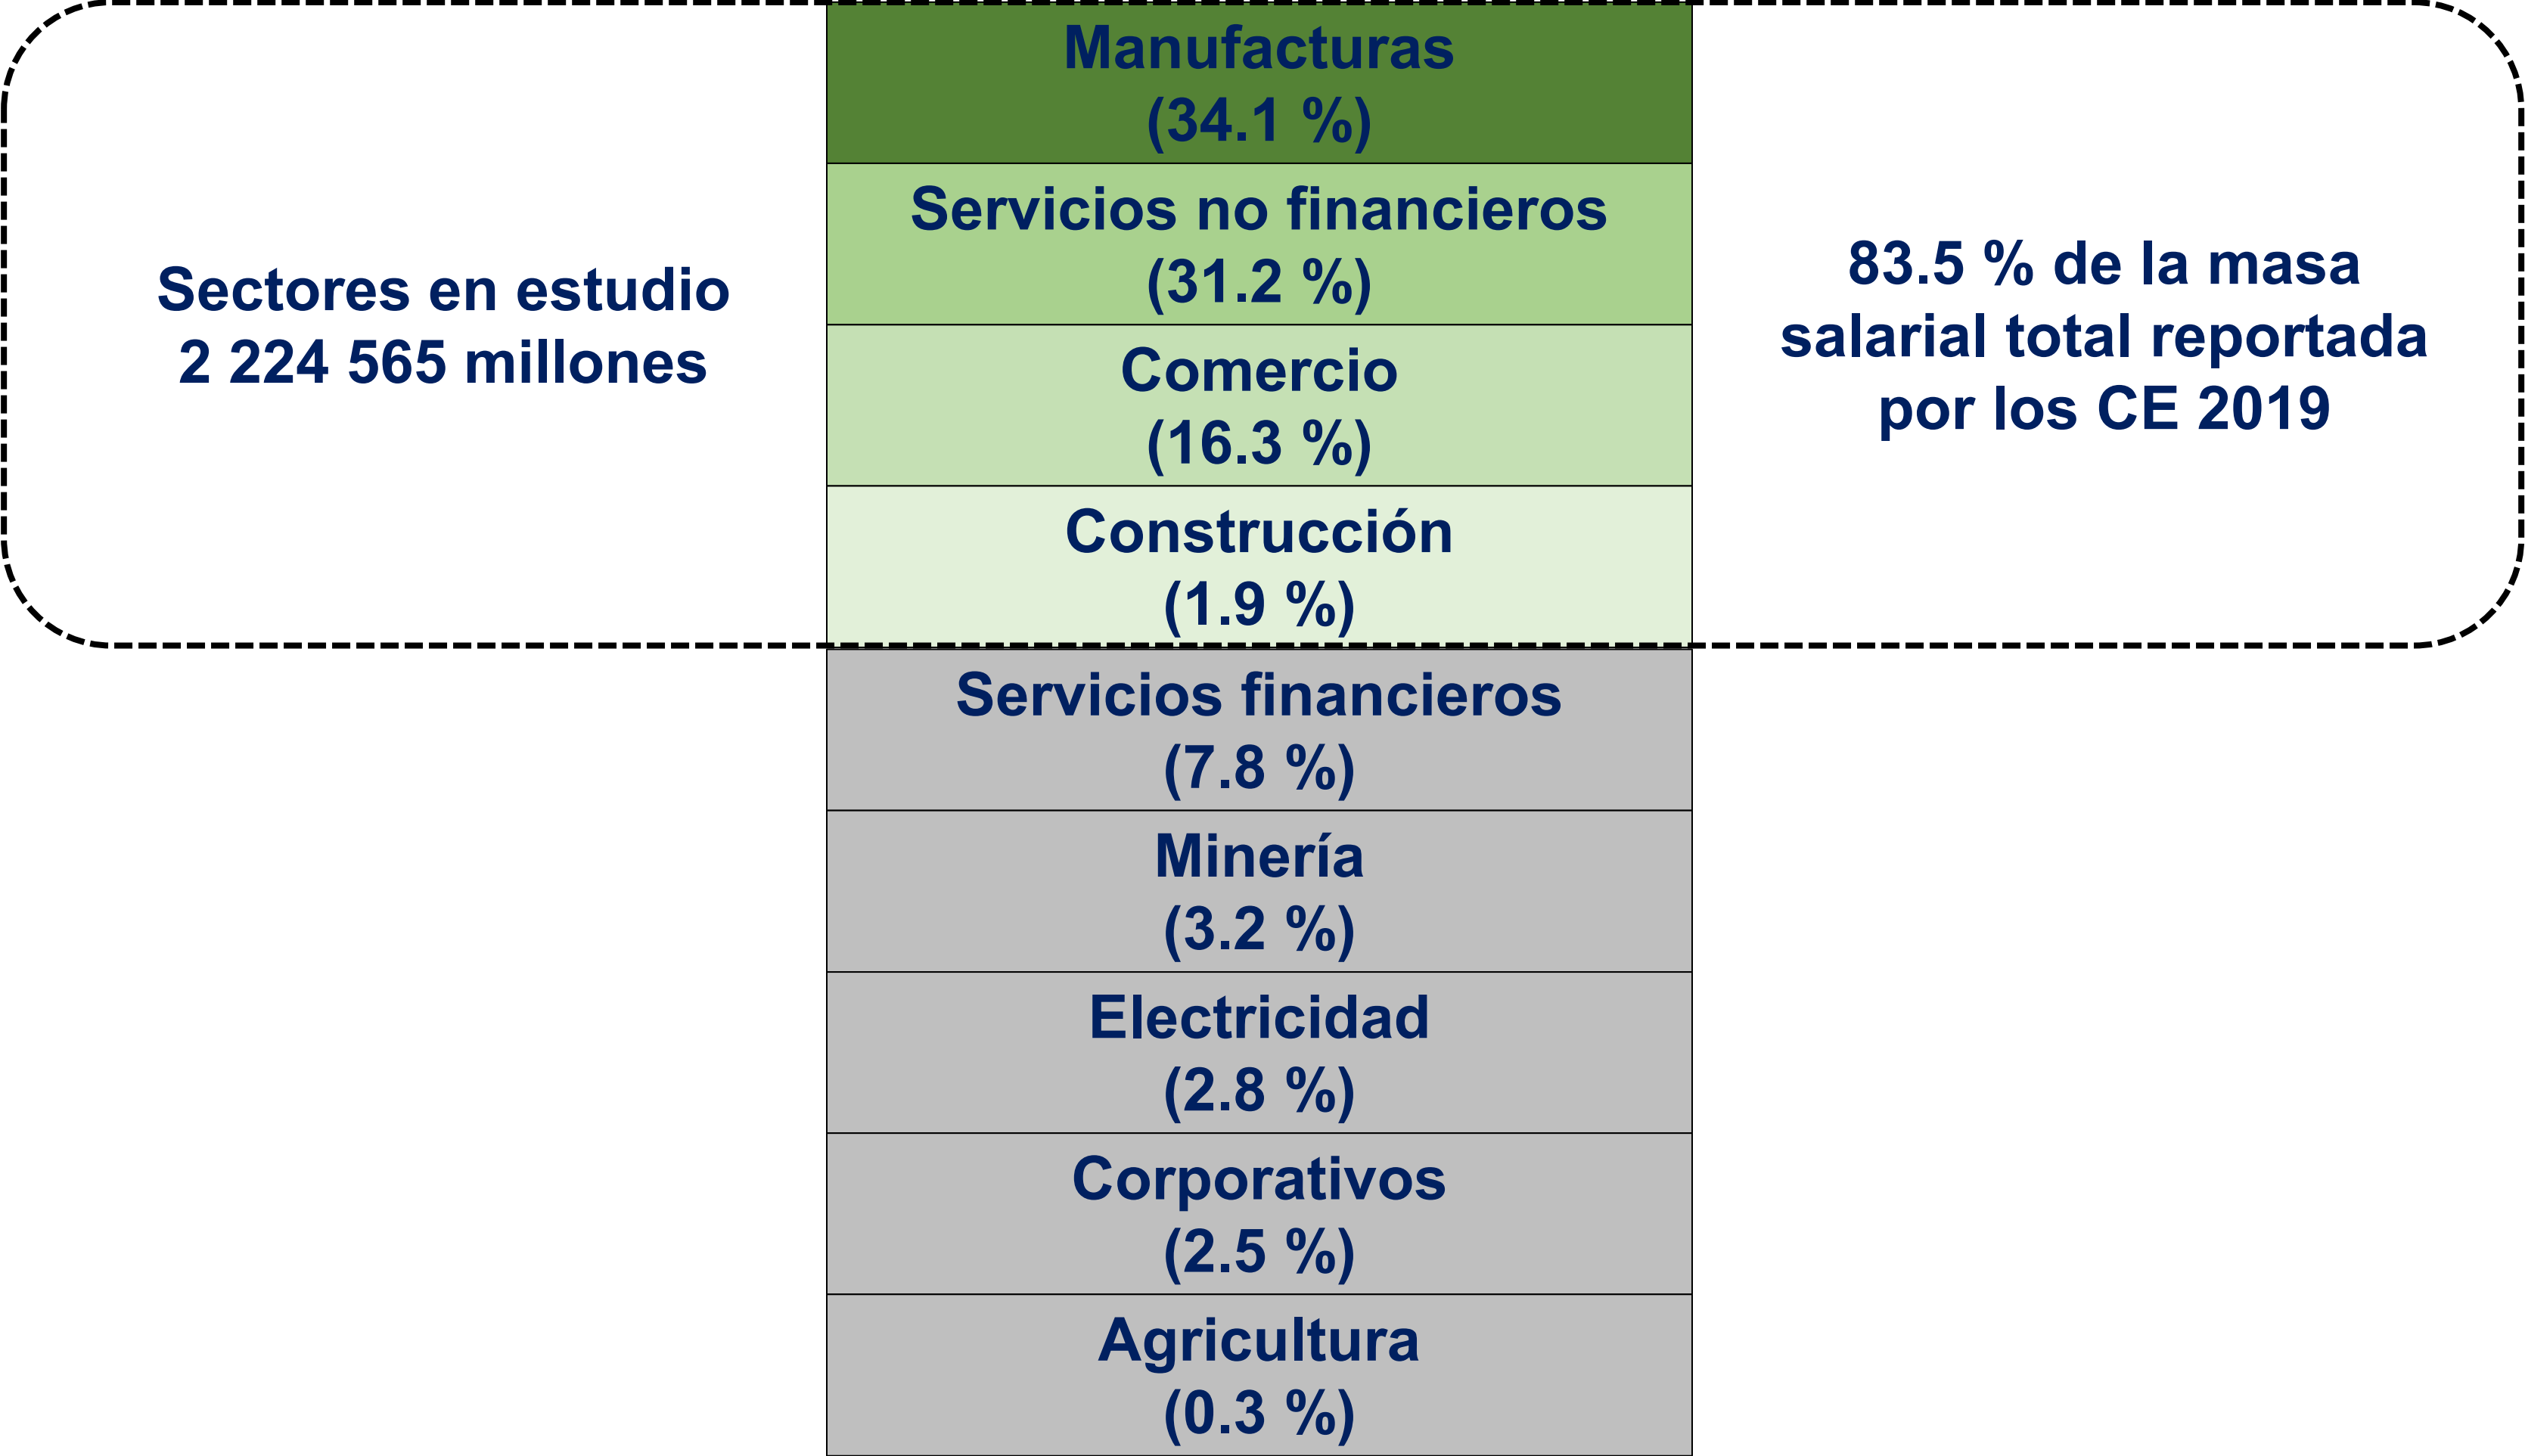 Manufacturas
(34.1 %)
Servicios no financieros
(31.2 %)
Comercio
(16.3 %)
Construcción
(1.9 %)
Sectores en estudio
2 224 565 millones
83.5 % de la masa
salarial total reportada
por los CE 2019
Servicios financieros
(7.8 %)
Minería
(3.2 %)
Electricidad
(2.8 %)
Corporativos
(2.5 %)
Agricultura
(0.3 %)